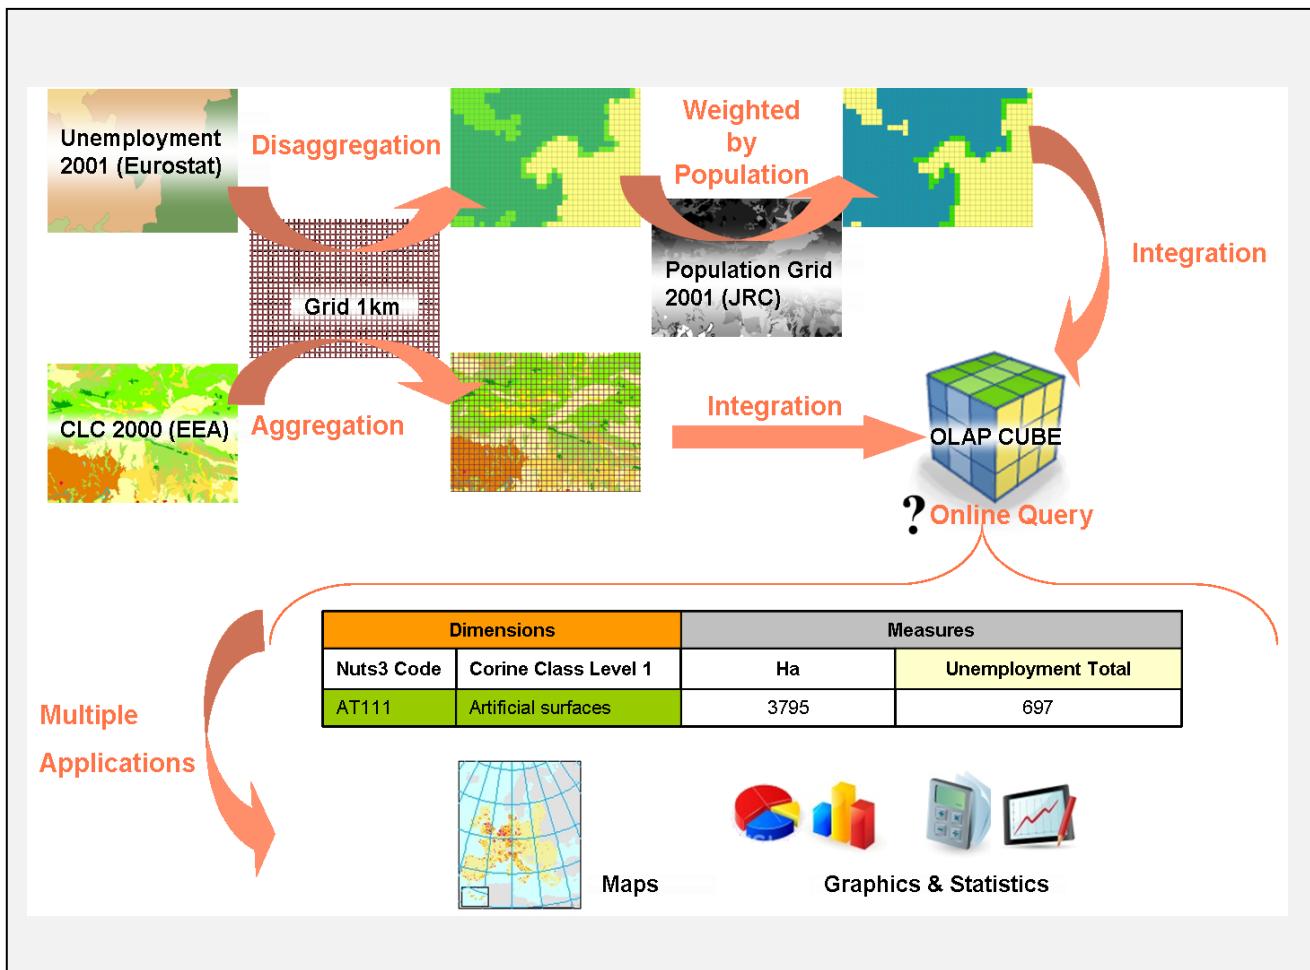 Unemployment
2001 (Eurostat)
Disaggregation
Weighted
by
Population
Integration
Grid 1km
Population Grid
2001 (JRC)
CLC 2000 (EEA)
Aggregation
Integration
OLAP CUBE
? Online Query
Dimensions Measures
Nuts3 Code Corine Class Level 1 Ha Unemployment Total
AT111 Artificial surfaces 3795 697
Multiple
Applications
Maps
Graphics & Statistics